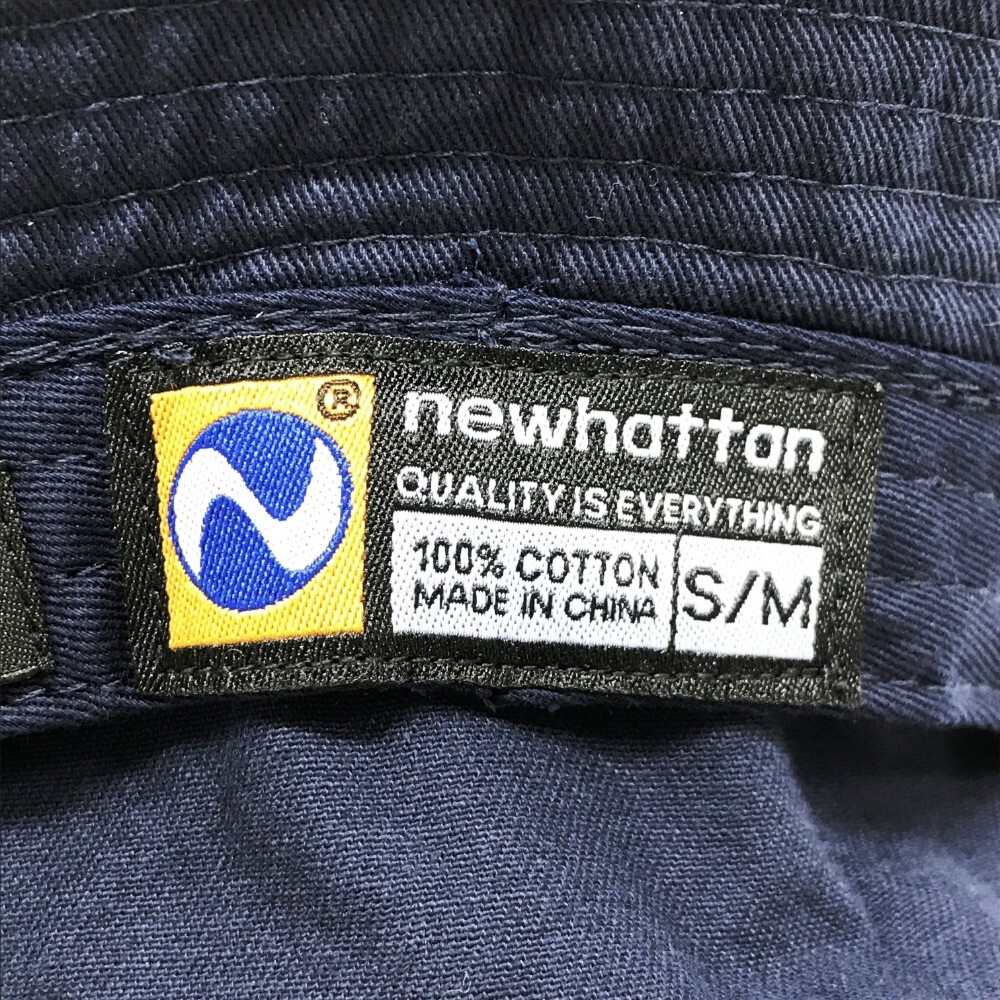 ®
newhattan
QUALITY IS EVERYTHING
100% COTTON
MADE IN CHINA
S/M